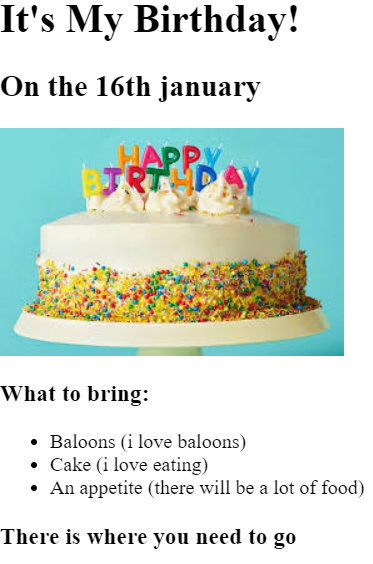 It's My Birthday!
On the 16th january
HAPPY
BIRTHDAY
What to bring:
Baloons (i love baloons)
Cake (i love eating)
An appetite (there will be a lot of food)
There is where you need to go